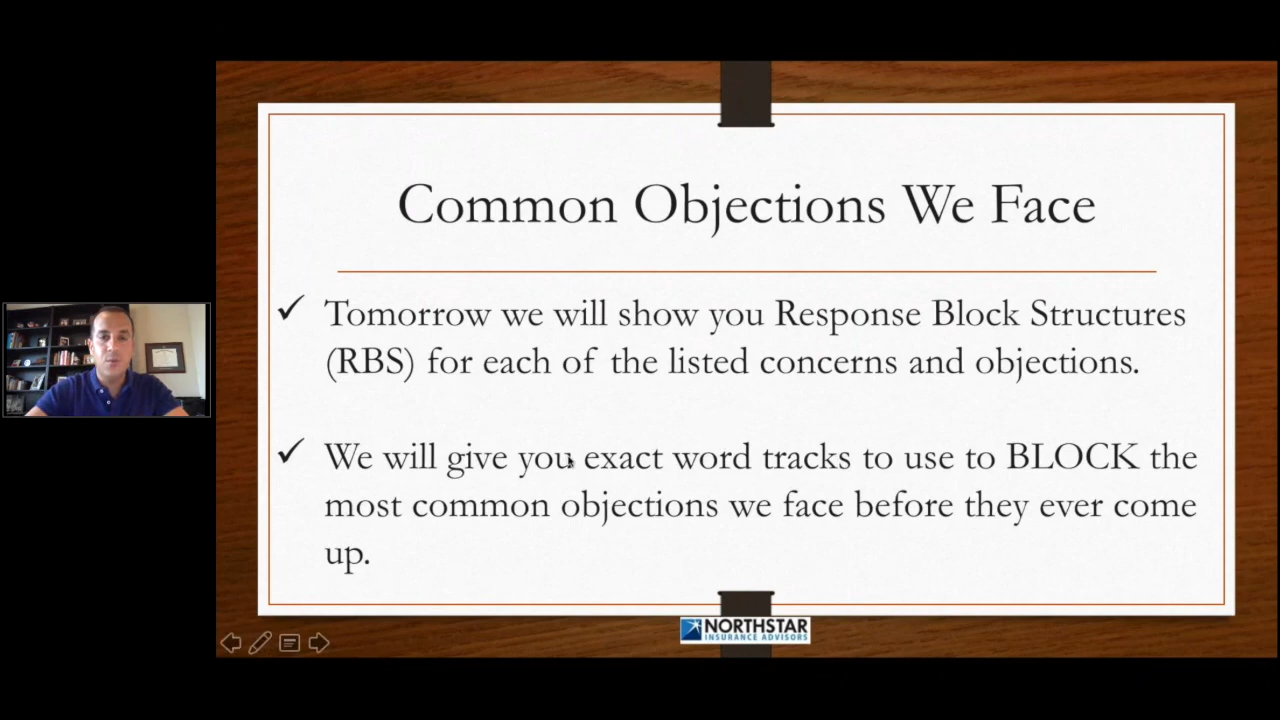 Common Objections We Face
✓ Tomorrow we will show you Response Block Structures
(RBS) for each of the listed concerns and objections.
✓ We will give you exact word tracks to use to BLOCK the
most common objections we face before they ever come
up.
NORTHSTAR
INSURANCE ADVISORS